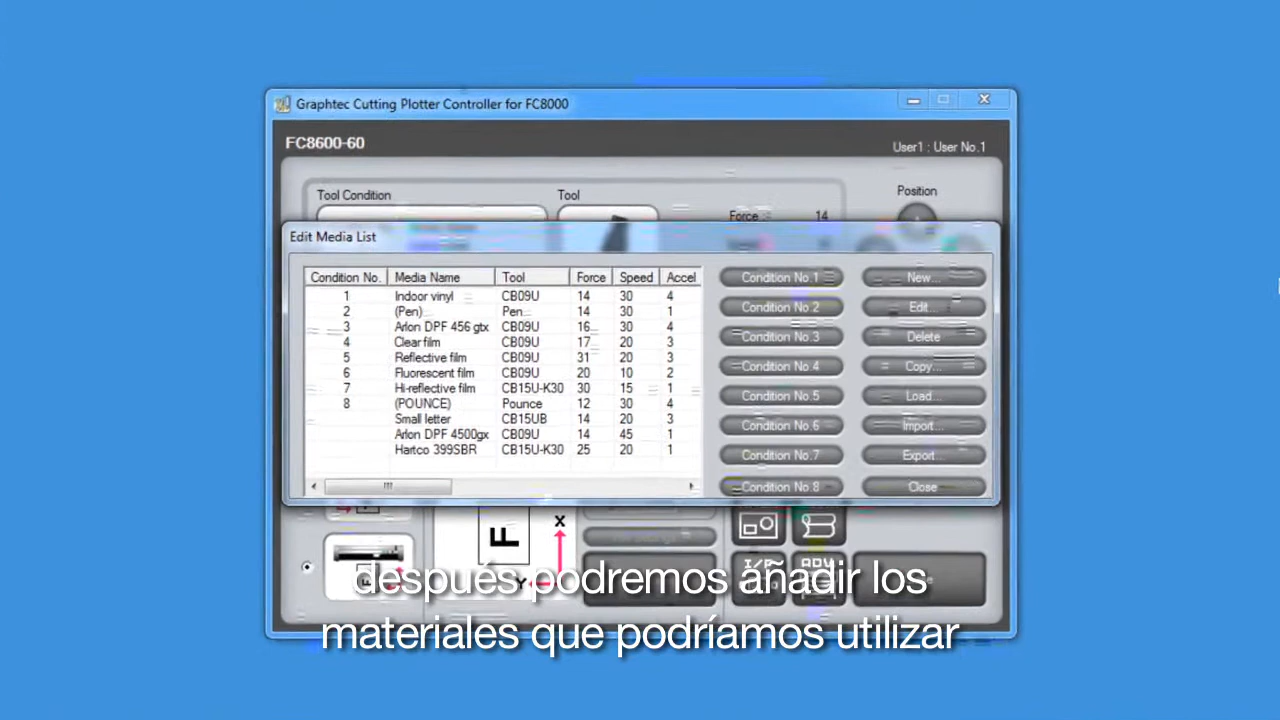 Graphtec Cutting Plotter Controller for FC8000
FC8600-60
User1 : User No.1
Tool Condition
Tool
Position
Force
14
Edit Media List
Condition No. Media Name Tool Force Speed Accel
1 Indoor vinyl CB09U 14 30 4
2 (Pen) Pen 14 30 1
3 Arlon DPF 456 gtx CB09U 16 30 4
4 Clear film CB09U 17 20 3
5 Reflective film CB09U 31 20 3
6 Fluorescent film CB09U 20 10 2
7 Hi-reflective film CB15U-K30 30 15 1
8 (POUNCE) Pounce 12 30 4
Small letter CB15UB 14 20 3
Arlon DPF 4500gx CB09U 14 45 1
Hartco 399SBR CB15U-K30 25 20 1
Condition No.1
Condition No.2
Condition No.3
Condition No.4
Condition No.5
Condition No.6
Condition No.7
Condition No.8
New...
Edit...
Delete
Copy...
Load...
Import...
Export...
Close
F
X
Y
después podremos añadir los
materiales que podríamos utilizar